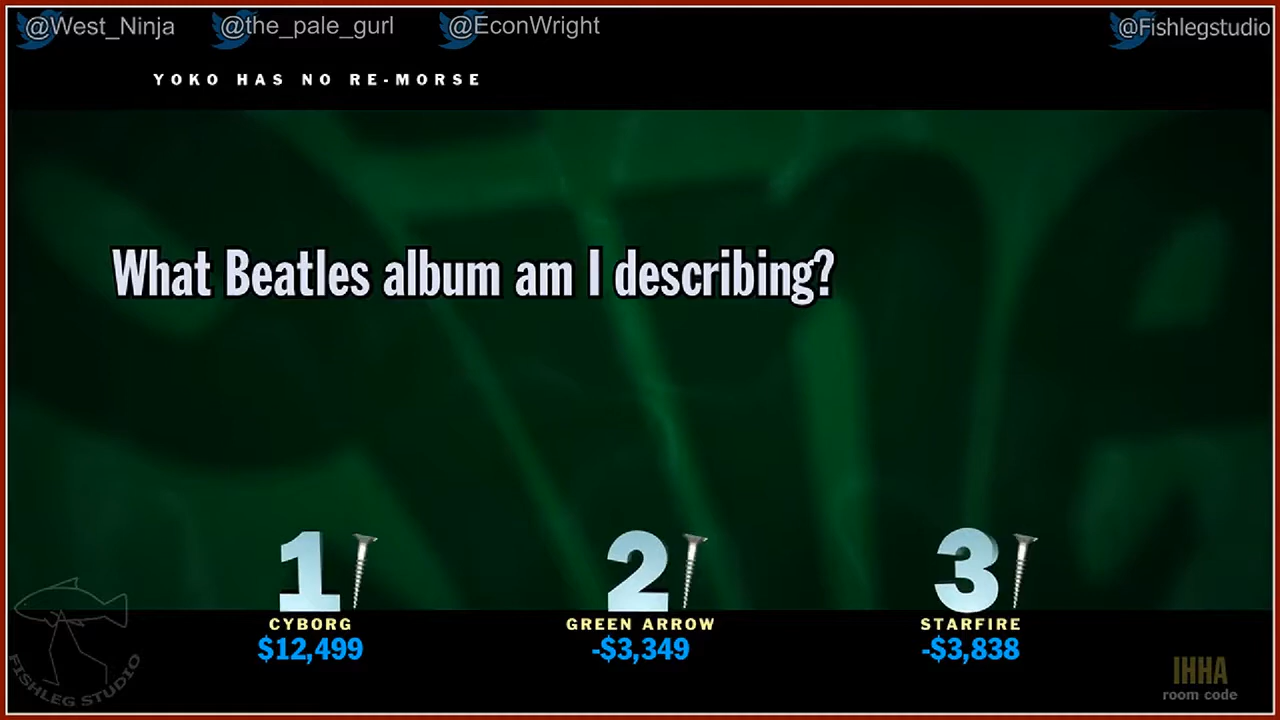 @West_Ninja @the_pale_gurl @EconWright @Fishlegstudio
YOKO HAS NO RE-MORSE
What Beatles album am I describing?
1 2 3
CYBORG GREEN ARROW STARFIRE
$12,499 -$3,349 -$3,838
FISHLEG STUDIO
IHHA
room code